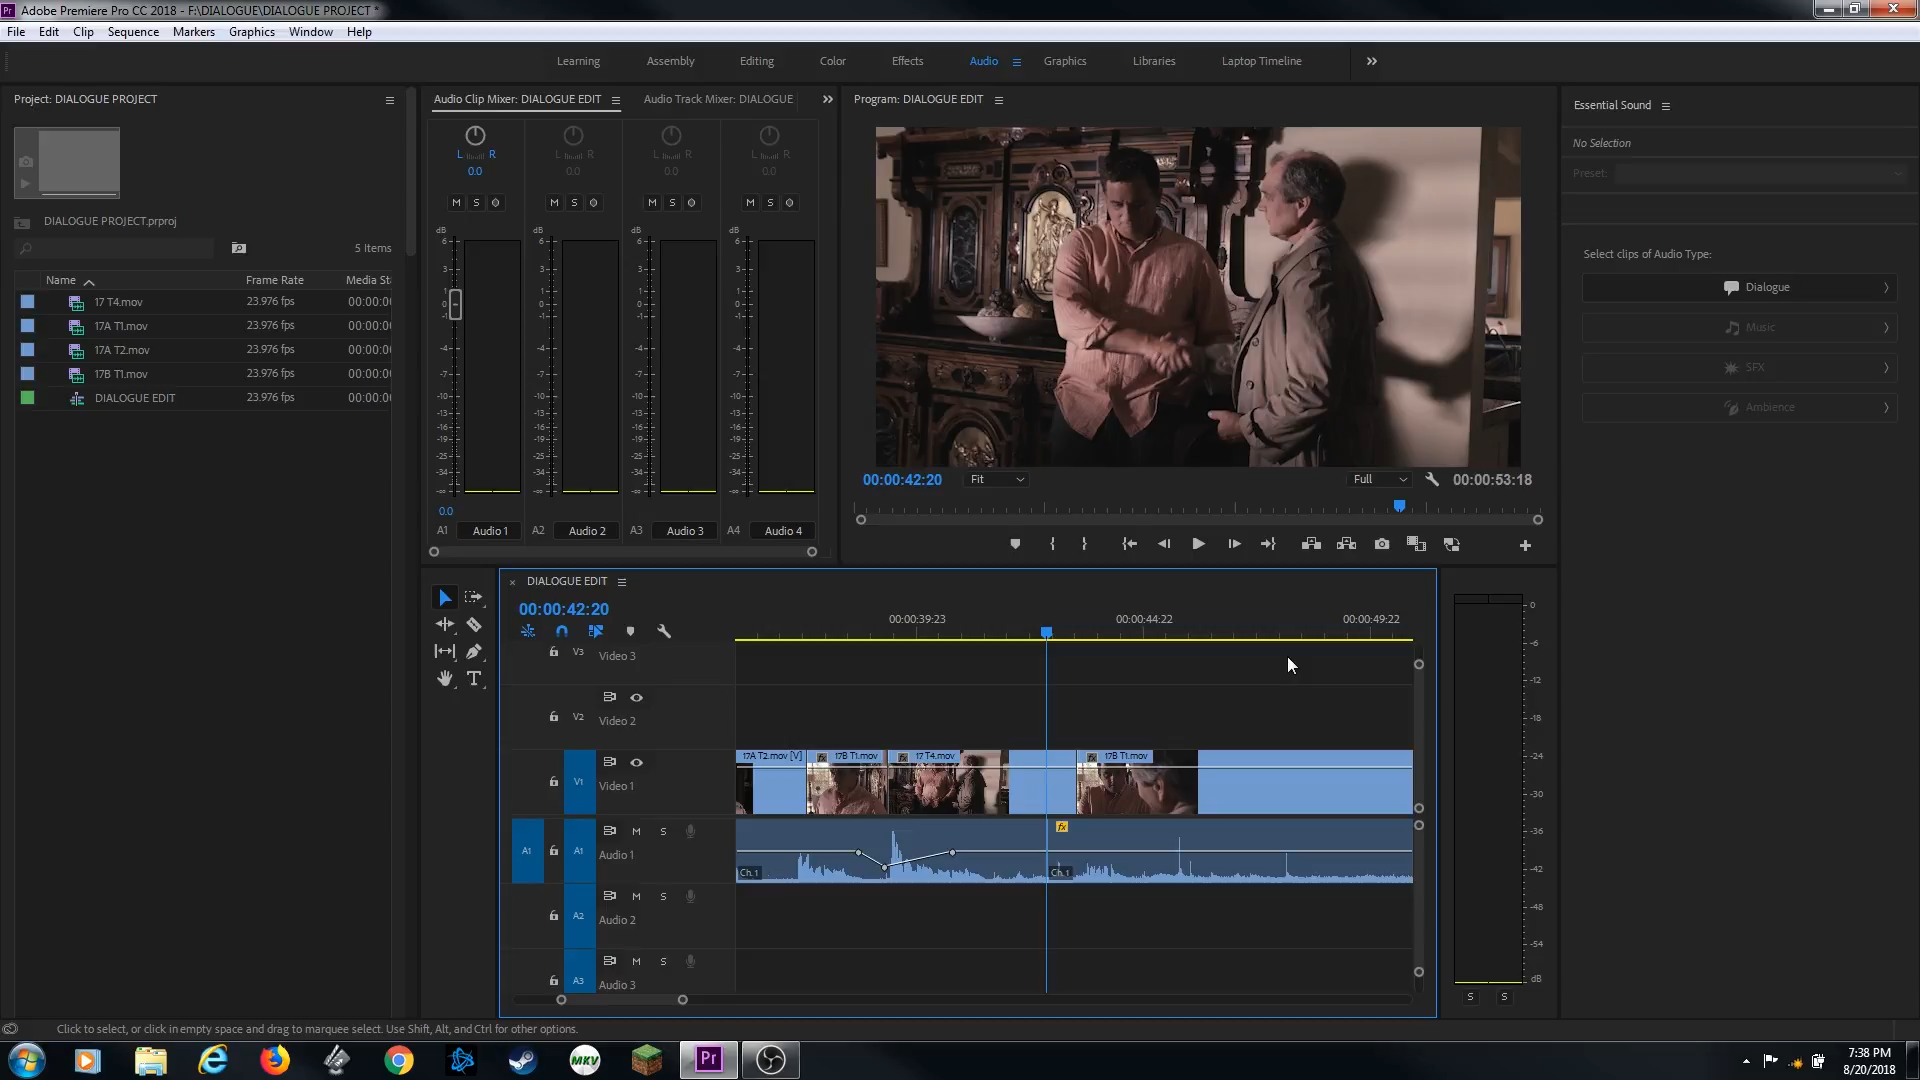 Adobe Premiere Pro CC 2018 - F:\DIALOGUE\DIALOGUE PROJECT *
File Edit Clip Sequence Markers Graphics Window Help
Learning Assembly Editing Color Effects Audio Graphics Libraries Laptop Timeline
Project: DIALOGUE PROJECT
DIALOGUE PROJECT.prproj
5 Items
Name Frame Rate Media St
17 T4.mov 23.976 fps 00:00:0
17A T1.mov 23.976 fps 00:00:0
17A T2.mov 23.976 fps 00:00:0
17B T1.mov 23.976 fps 00:00:0
DIALOGUE EDIT 23.976 fps 00:00:0
Audio Clip Mixer: DIALOGUE EDIT Audio Track Mixer: DIALOGUE
L R L R L R L R
0.0 0.0 0.0 0.0
M S M S M S M S
dB dB dB dB
6 6 6 6
3 3 3 3
1 1 1 1
0 0 0 0
-1 -1 -1 -1
-4 -4 -4 -4
-7 -7 -7 -7
-10 -10 -10 -10
-13 -13 -13 -13
-16 -16 -16 -16
-19 -19 -19 -19
-25 -25 -25 -25
-34 -34 -34 -34
-∞ -∞ -∞ -∞
0.0
A1 Audio 1 A2 Audio 2 A3 Audio 3 A4 Audio 4
Program: DIALOGUE EDIT
00:00:42:20 Fit Full 00:00:53:18
Essential Sound
No Selection
Preset:
Select clips of Audio Type:
Dialogue
Music
SFX
Ambience
DIALOGUE EDIT
00:00:42:20
00:00:39:23 00:00:44:22 00:00:49:22
V3 Video 3
V2 Video 2
17A T2.mov [V] fx 17B T1.mov fx 17 T4.mov fx 17B T1.mov
V1 Video 1
A1 A1 M S Audio 1
fx
Ch. 1 Ch. 1
A2 M S Audio 2
A3 M S Audio 3
0
-6
-12
-18
-24
-30
-36
-42
-48
-54
dB
S S
Click to select, or click in empty space and drag to marquee select. Use Shift, Alt, and Ctrl for other options.
MKV
Pr
7:38 PM
8/20/2018